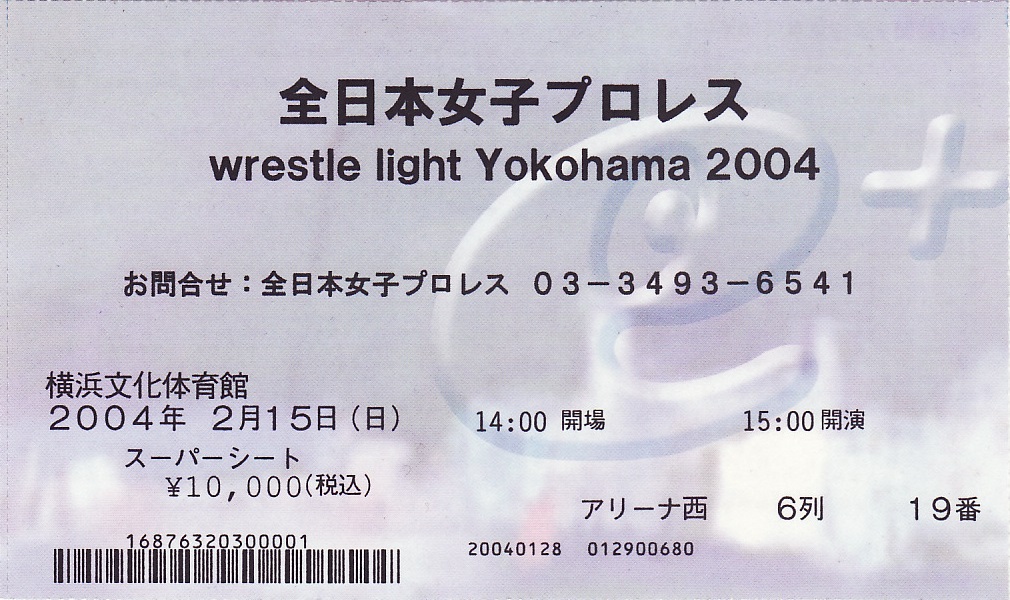 全日本女子プロレス
wrestle light Yokohama 2004
お問合せ：全日本女子プロレス ０３－３４９３－６５４１
横浜文化体育館
２００４年 ２月１５日（日） 14:00 開場 15:00 開演
スーパーシート
¥10,000(税込)
アリーナ西 ６列 １９番
16876320300001
20040128 012900680
e+